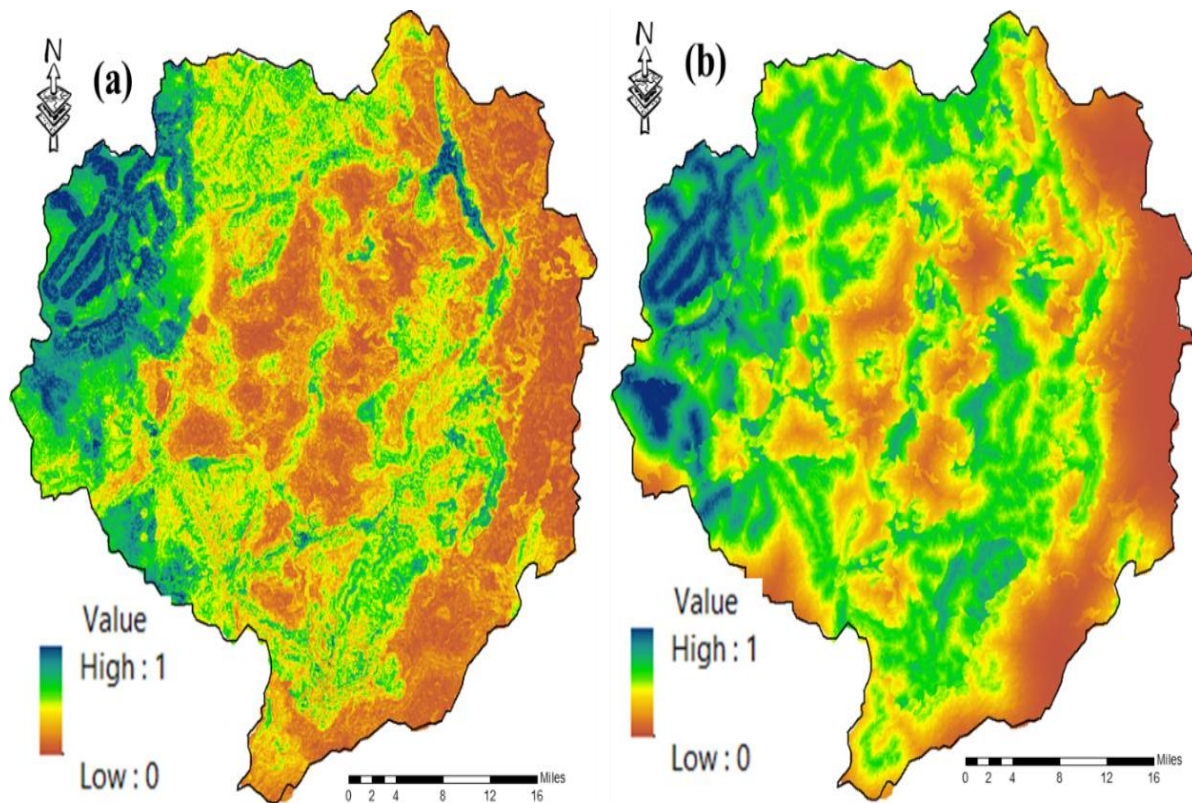 N
(a)
Value
High : 1
Low : 0
Miles
0 2 4 8 12 16
N
(b)
Value
High : 1
Low : 0
Miles
0 2 4 8 12 16